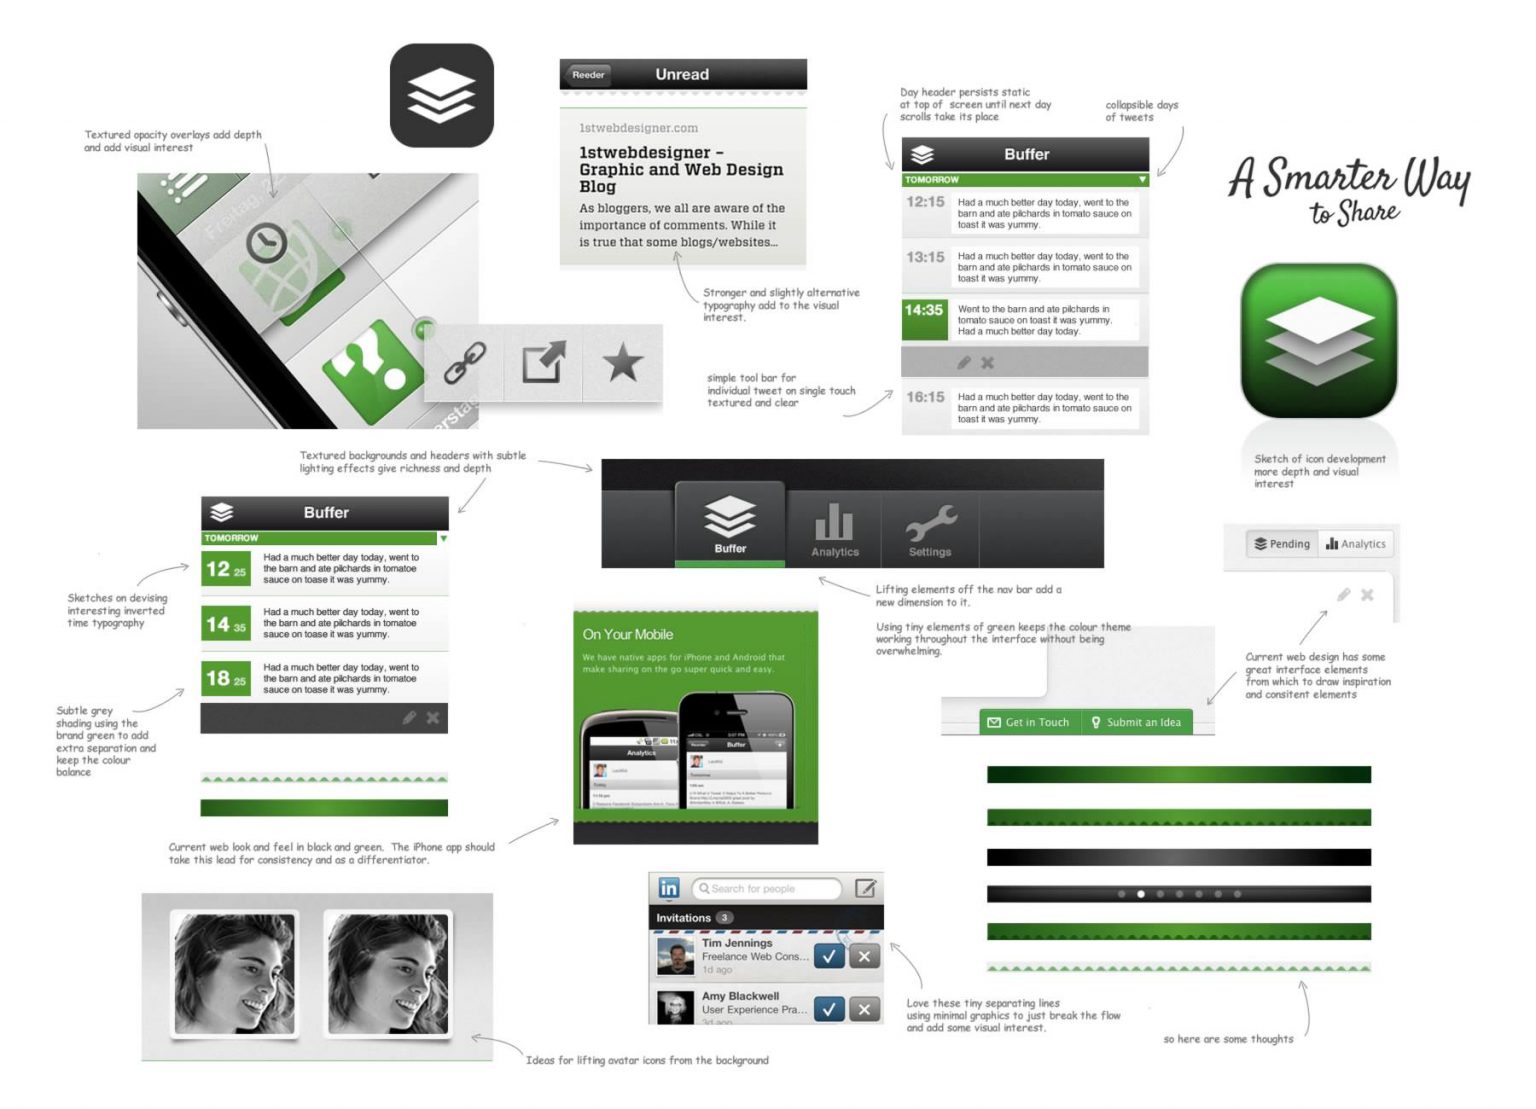 Textured opacity overlays add depth
and add visual interest
Reeder
Unread
1stwebdesigner.com
1stwebdesigner –
Graphic and Web Design
Blog
As bloggers, we all are aware of the
importance of comments. While it
is true that some blogs/websites...
Stronger and slightly alternative
typography add to the visual
interest.
Day header persists static
at top of screen until next day
scrolls take its place
collapsible days
of tweets
Buffer
TOMORROW
12:15
Had a much better day today, went to the
barn and ate pilchards in tomato sauce on
toast it was yummy.
13:15
Had a much better day today, went to the
barn and ate pilchards in tomato sauce on
toast it was yummy.
14:35
Went to the barn and ate pilchards in
tomato sauce on toast it was yummy.
Had a much better day today.
16:15
Had a much better day today, went to the
barn and ate pilchards in tomato sauce on
toast it was yummy.
simple tool bar for
individual tweet on single touch
textured and clear
A Smarter Way
to Share
Sketch of icon development
more depth and visual
interest
Textured backgrounds and headers with subtle
lighting effects give richness and depth
Buffer
TOMORROW
12 25
Had a much better day today, went to
the barn and ate pilchards in tomatoe
sauce on toase it was yummy.
14 35
Had a much better day today, went to
the barn and ate pilchards in tomatoe
sauce on toase it was yummy.
18 25
Had a much better day today, went to
the barn and ate pilchards in tomatoe
sauce on toase it was yummy.
Sketches on devising
interesting inverted
time typography
Subtle grey
shading using the
brand green to add
extra separation and
keep the colour
balance
Buffer
Analytics
Settings
Lifting elements off the nav bar add a
new dimension to it.
Using tiny elements of green keeps the colour theme
working throughout the interface without being
overwhelming.
Pending
Analytics
Current web design has some
great interface elements
from which to draw inspiration
and consitent elements
Get in Touch
Submit an Idea
On Your Mobile
We have native apps for iPhone and Android that
make sharing on the go super quick and easy.
Analytics
Buffer
Current web look and feel in black and green. The iPhone app should
take this lead for consistency and as a differentiator.
in
Search for people
Invitations 3
Tim Jennings
Freelance Web Cons...
1d ago
Amy Blackwell
User Experience Pra...
3d ago
Love these tiny separating lines
using minimal graphics to just break the flow
and add some visual interest.
so here are some thoughts
Ideas for lifting avatar icons from the background